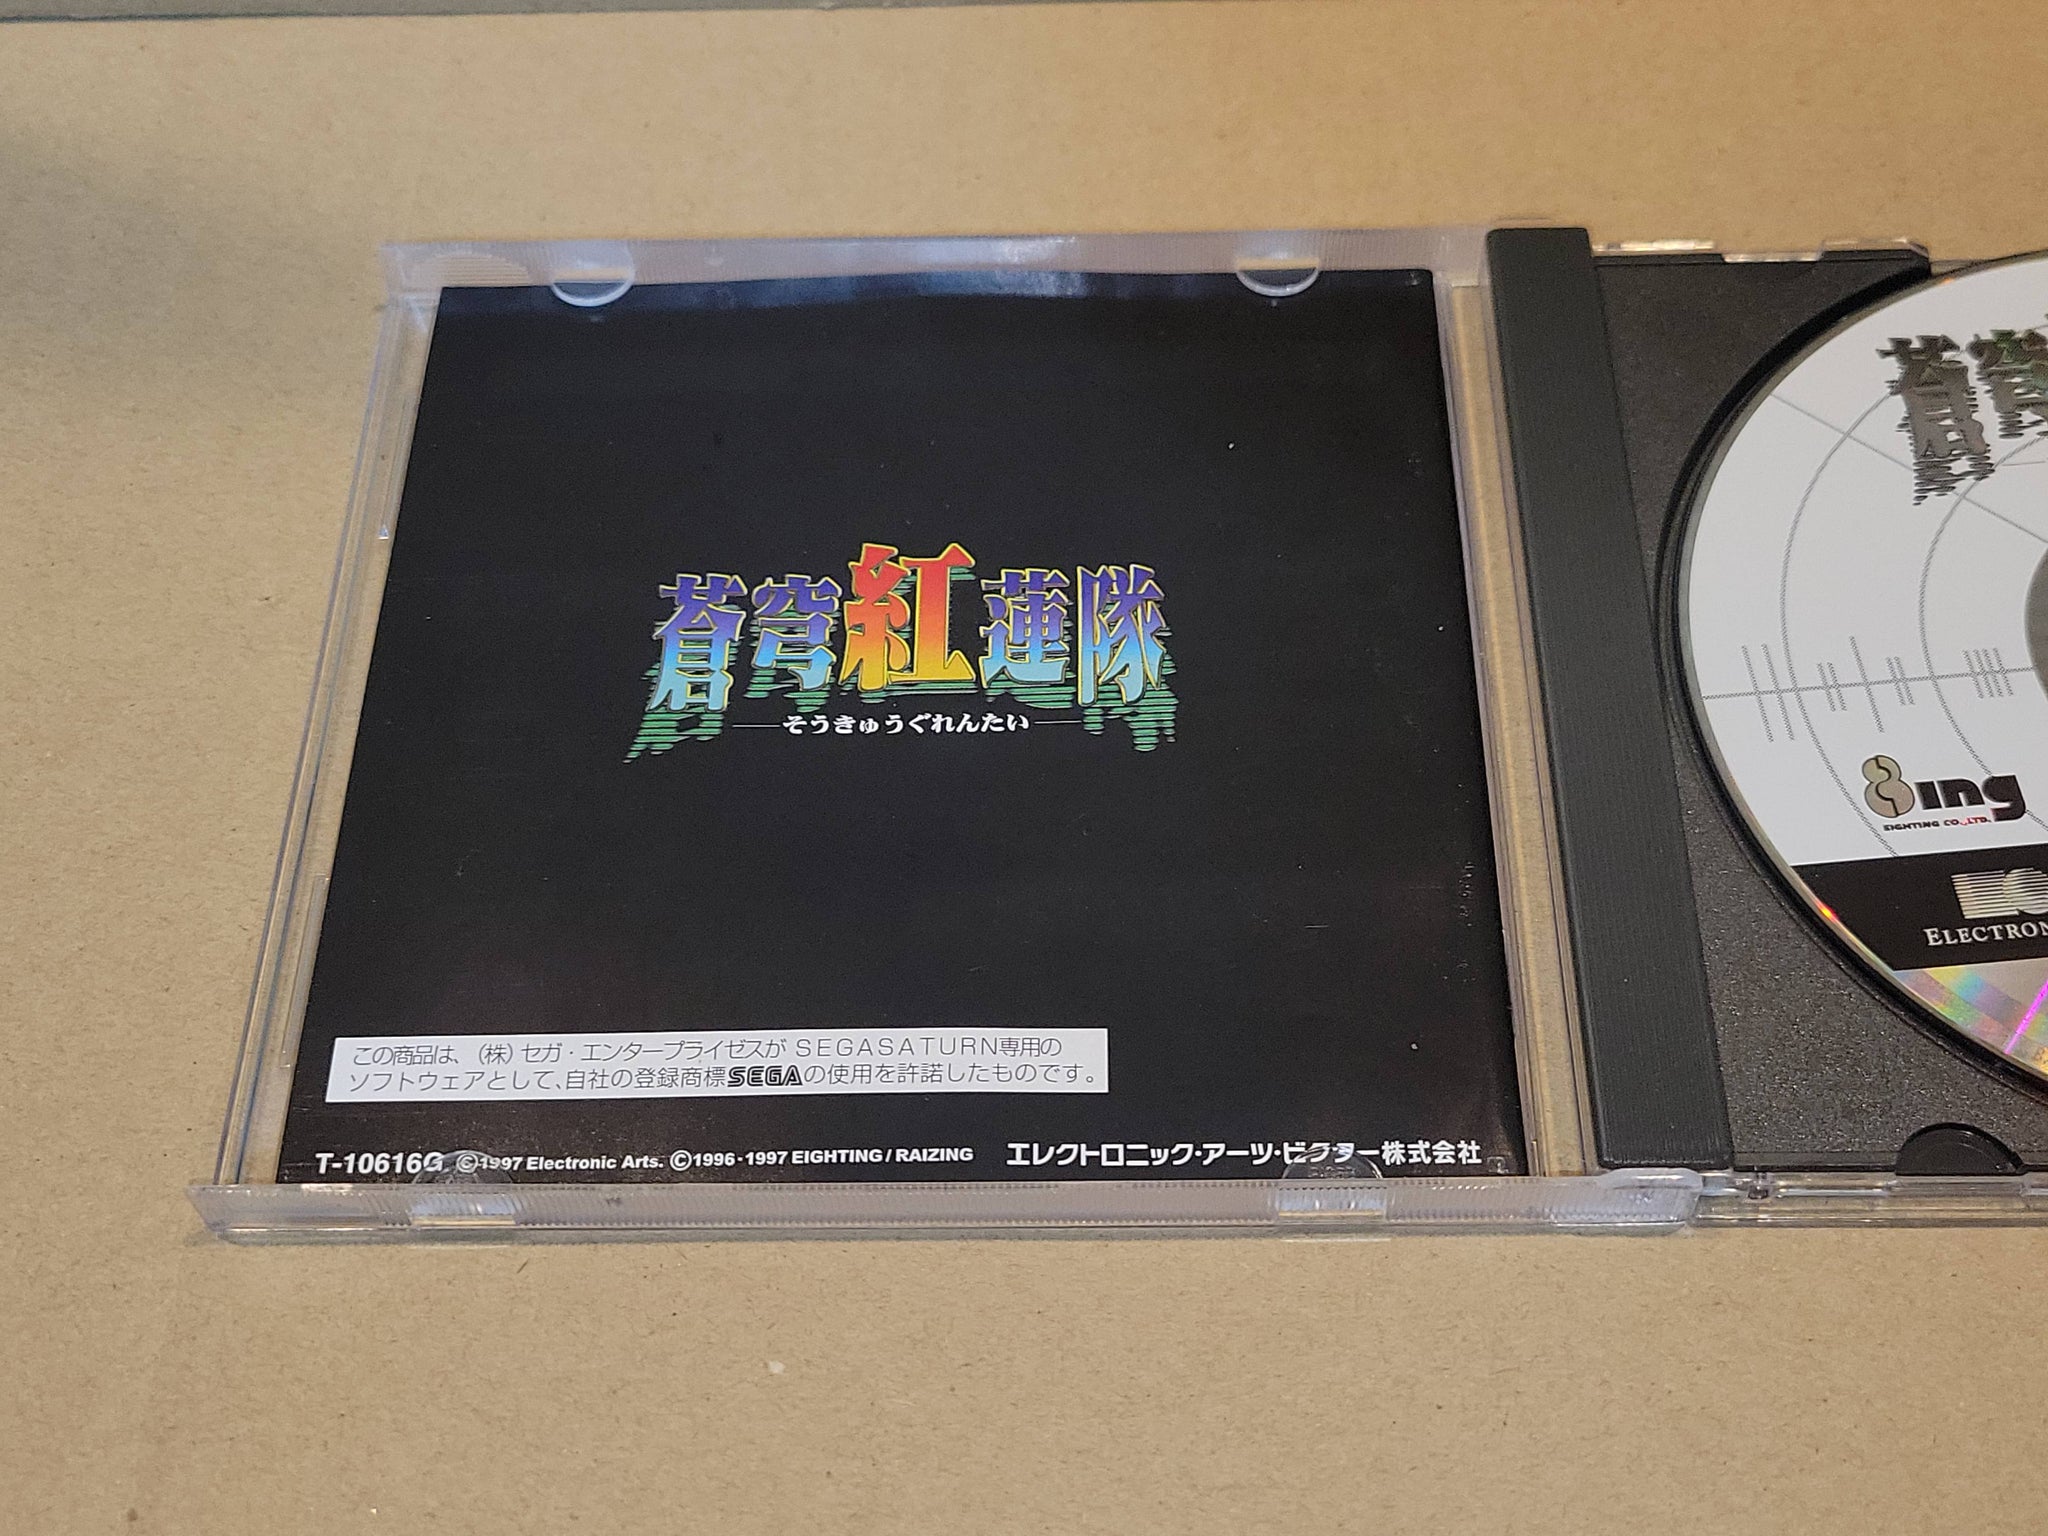 蒼穹紅蓮隊
そうきゅうぐれんたい
この商品は、(株)セガ・エンタープライゼスがSEGASATURN専用の
ソフトウェアとして、自社の登録商標SEGAの使用を許諾したものです。
T-10616G ©1997 Electronic Arts. ©1996-1997 EIGHTING/RAIZING エレクトロニック・アーツ・ビクター株式会社
蒼穹
8ing
EIGHTING CO.,LTD.